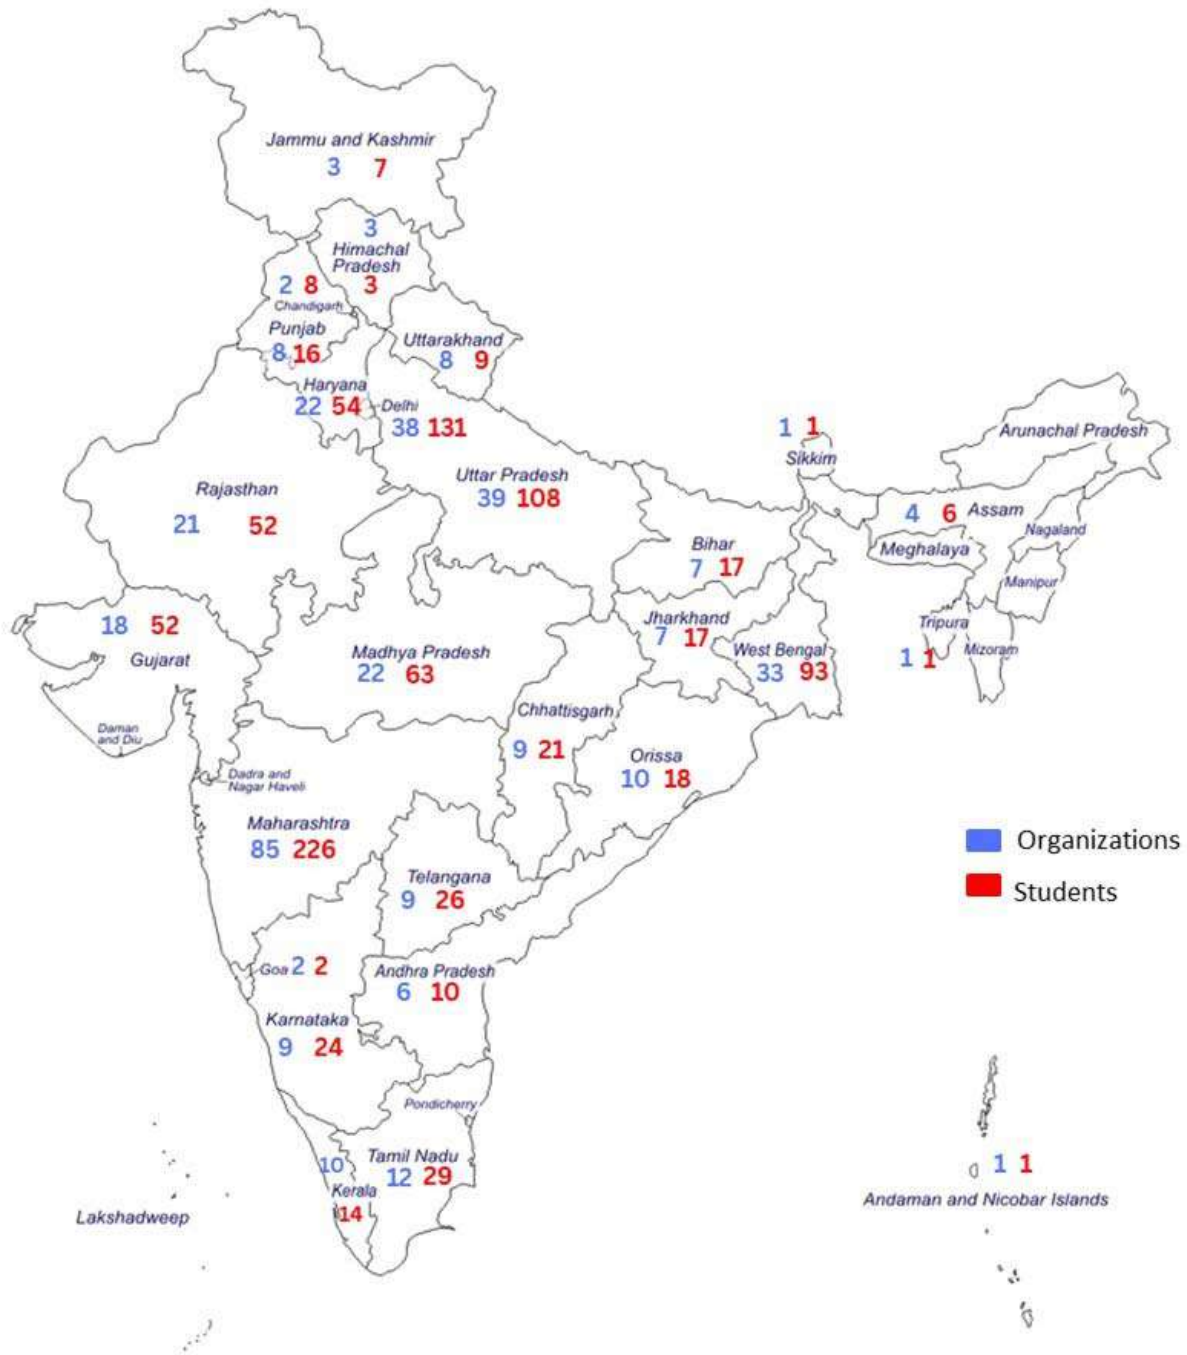 Jammu and Kashmir
3 7
3
Himachal
Pradesh
3
2 8
Chandigarh
Punjab
8 16
Uttarakhand
8 9
Haryana
22 54
Delhi
38 131
Uttar Pradesh
39 108
Rajasthan
21 52
1 1
Sikkim
Arunachal Pradesh
4 6 Assam
Nagaland
Meghalaya
Manipur
Tripura
1 1
Mizoram
Bihar
7 17
Jharkhand
7 17
West Bengal
33 93
18 52
Gujarat
Madhya Pradesh
22 63
Daman
and Diu
Dadra and
Nagar Haveli
Chhattisgarh
9 21
Orissa
10 18
Maharashtra
85 226
Telangana
9 26
Organizations
Students
Goa 2 2
Andhra Pradesh
6 10
Karnataka
9 24
Pondicherry
Tamil Nadu
12 29
10
Kerala
14
Lakshadweep
1 1
Andaman and Nicobar Islands